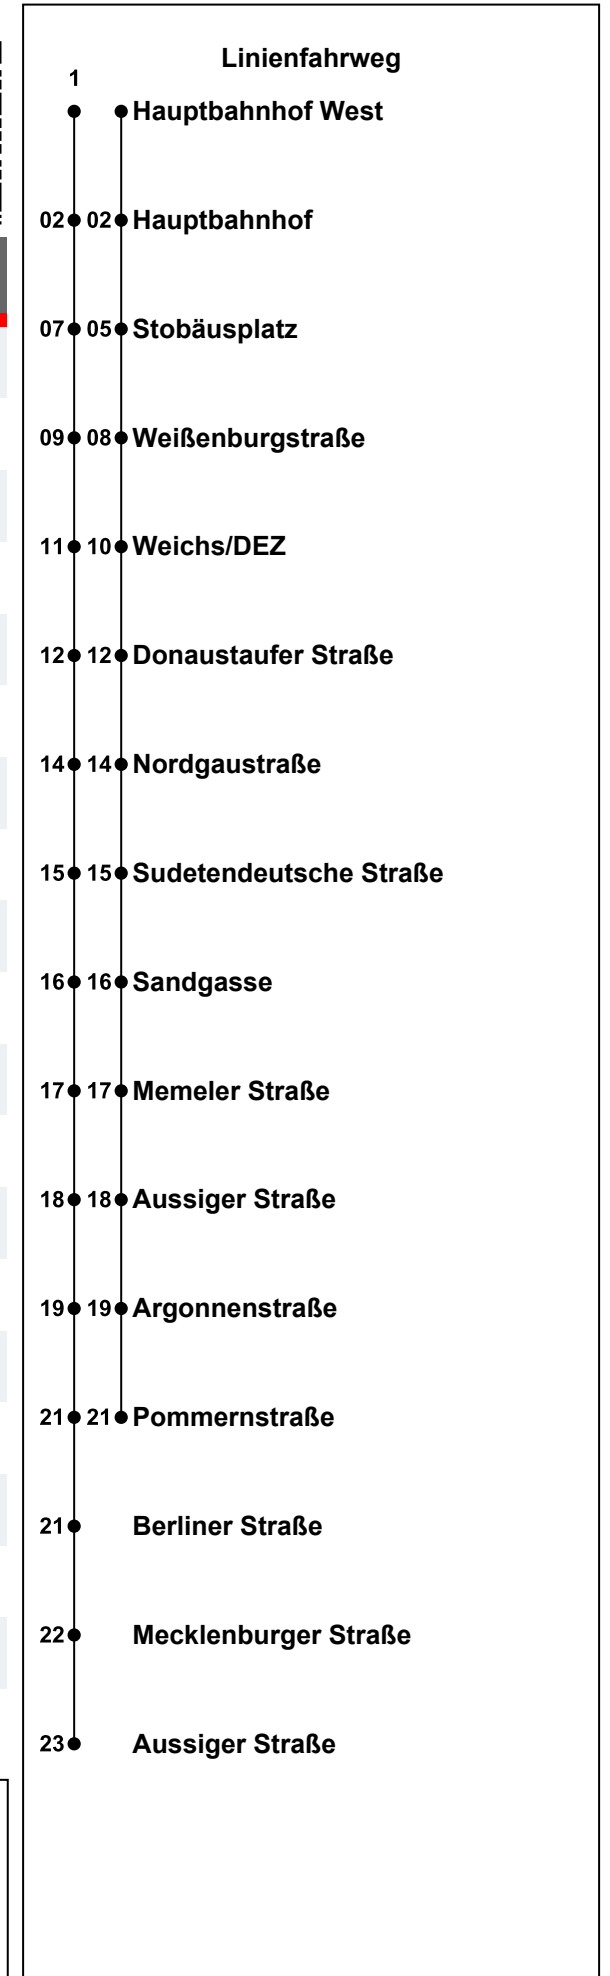 Linienfahrweg
1
Hauptbahnhof West
02 02 Hauptbahnhof
07 05 Stobäusplatz
09 08 Weißenburgstraße
11 10 Weichs/DEZ
12 12 Donaustaufer Straße
14 14 Nordgaustraße
15 15 Sudetendeutsche Straße
16 16 Sandgasse
17 17 Memeler Straße
18 18 Aussiger Straße
19 19 Argonnenstraße
21 21 Pommernstraße
21 Berliner Straße
22 Mecklenburger Straße
23 Aussiger Straße